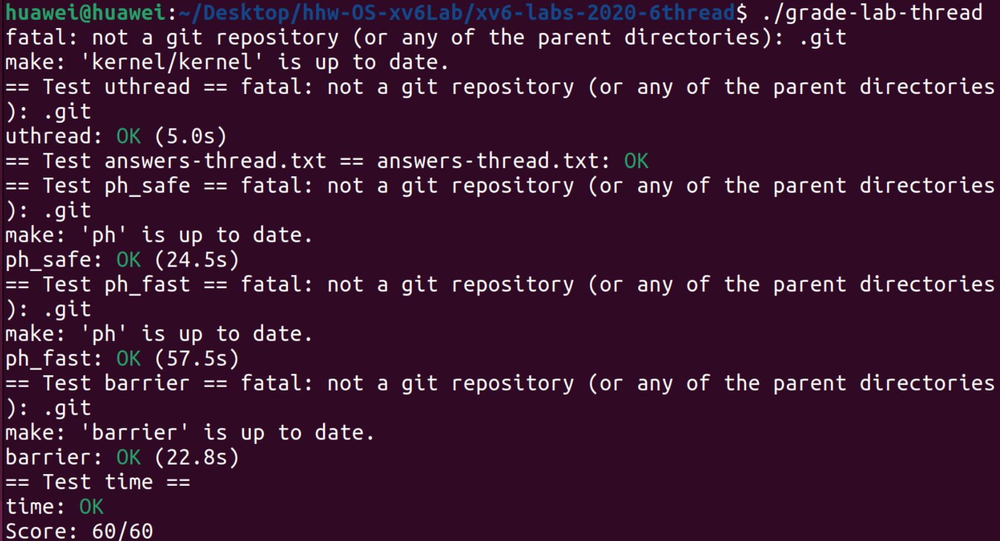 huawei@huawei:~/Desktop/hhw-OS-xv6Lab/xv6-labs-2020-6thread$ ./grade-lab-thread
fatal: not a git repository (or any of the parent directories): .git
make: 'kernel/kernel' is up to date.
== Test uthread == fatal: not a git repository (or any of the parent directories
): .git
uthread: OK (5.0s)
== Test answers-thread.txt == answers-thread.txt: OK
== Test ph_safe == fatal: not a git repository (or any of the parent directories
): .git
make: 'ph' is up to date.
ph_safe: OK (24.5s)
== Test ph_fast == fatal: not a git repository (or any of the parent directories
): .git
make: 'ph' is up to date.
ph_fast: OK (57.5s)
== Test barrier == fatal: not a git repository (or any of the parent directories
): .git
make: 'barrier' is up to date.
barrier: OK (22.8s)
== Test time ==
time: OK
Score: 60/60